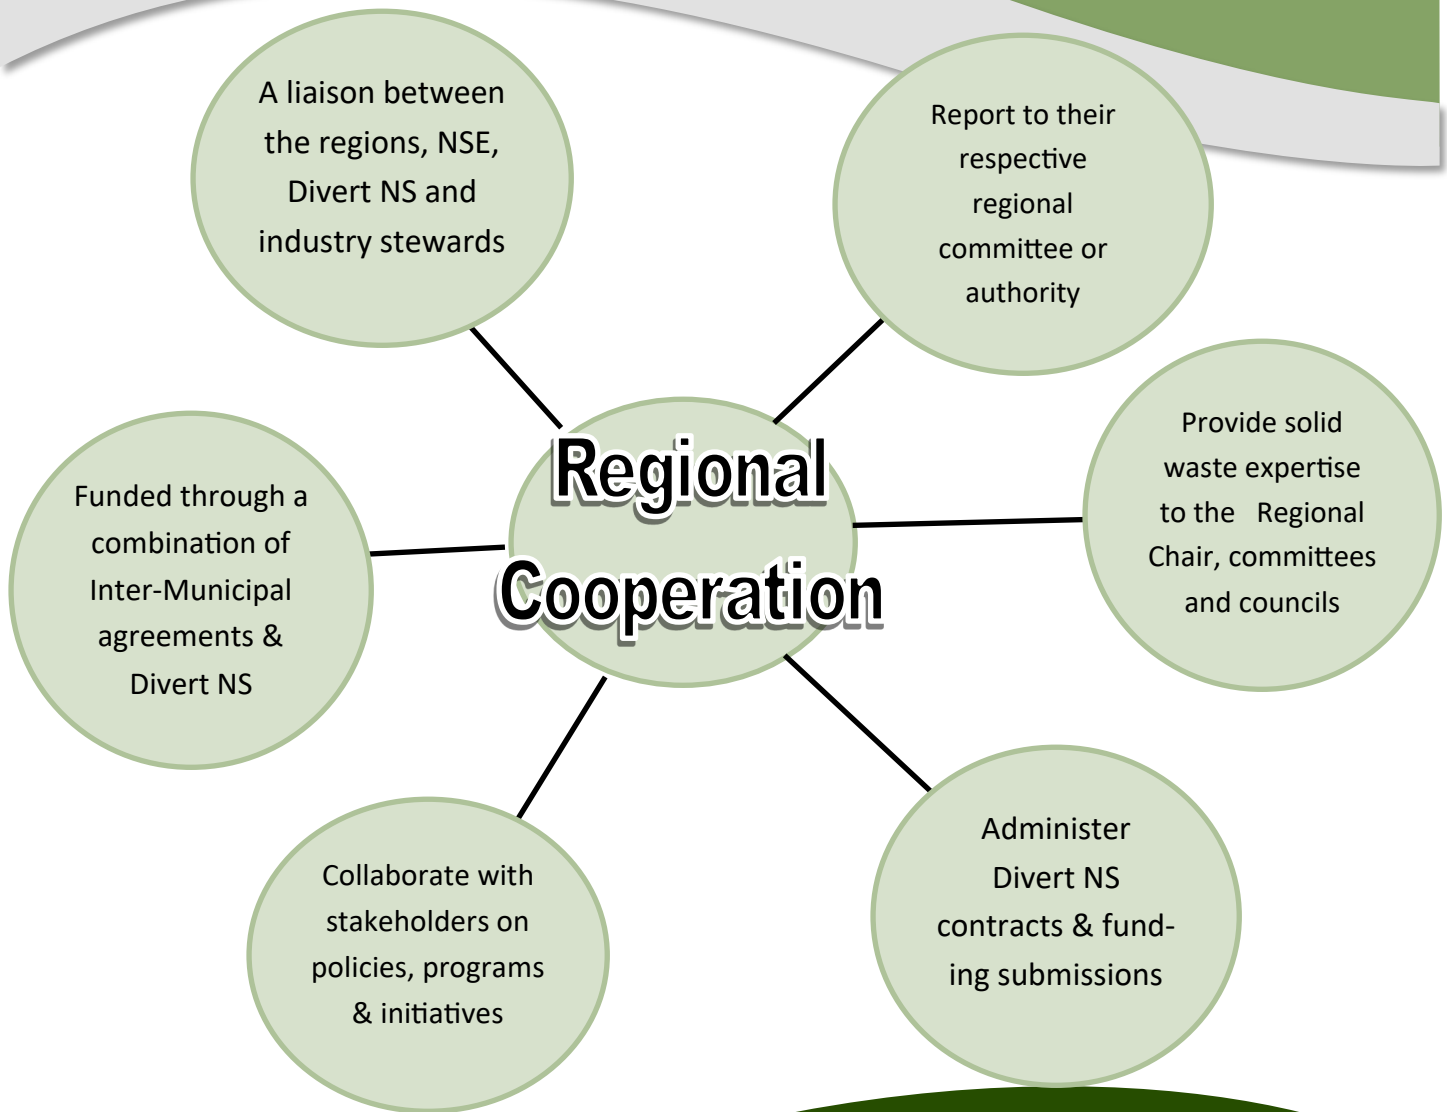 A liaison between
the regions, NSE,
Divert NS and
industry stewards
Report to their
respective
regional
committee or
authority
Regional
Cooperation
Provide solid
waste expertise
to the Regional
Chair, committees
and councils
Funded through a
combination of
Inter-Municipal
agreements &
Divert NS
Collaborate with
stakeholders on
policies, programs
& initiatives
Administer
Divert NS
contracts & fund-
ing submissions